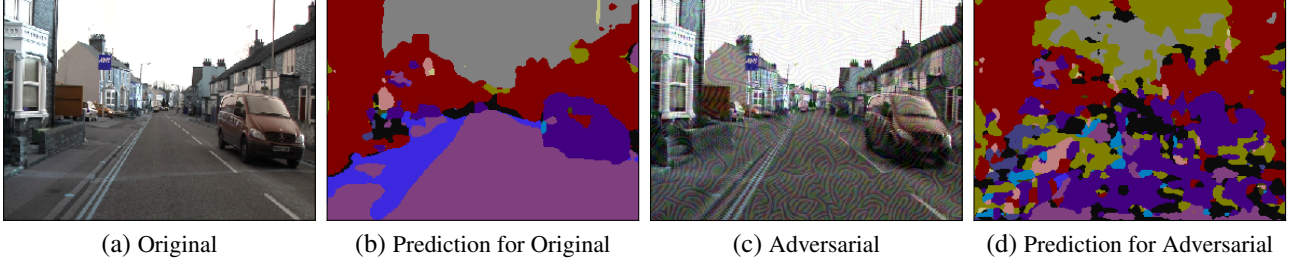 (a) Original
(b) Prediction for Original
(c) Adversarial
(d) Prediction for Adversarial